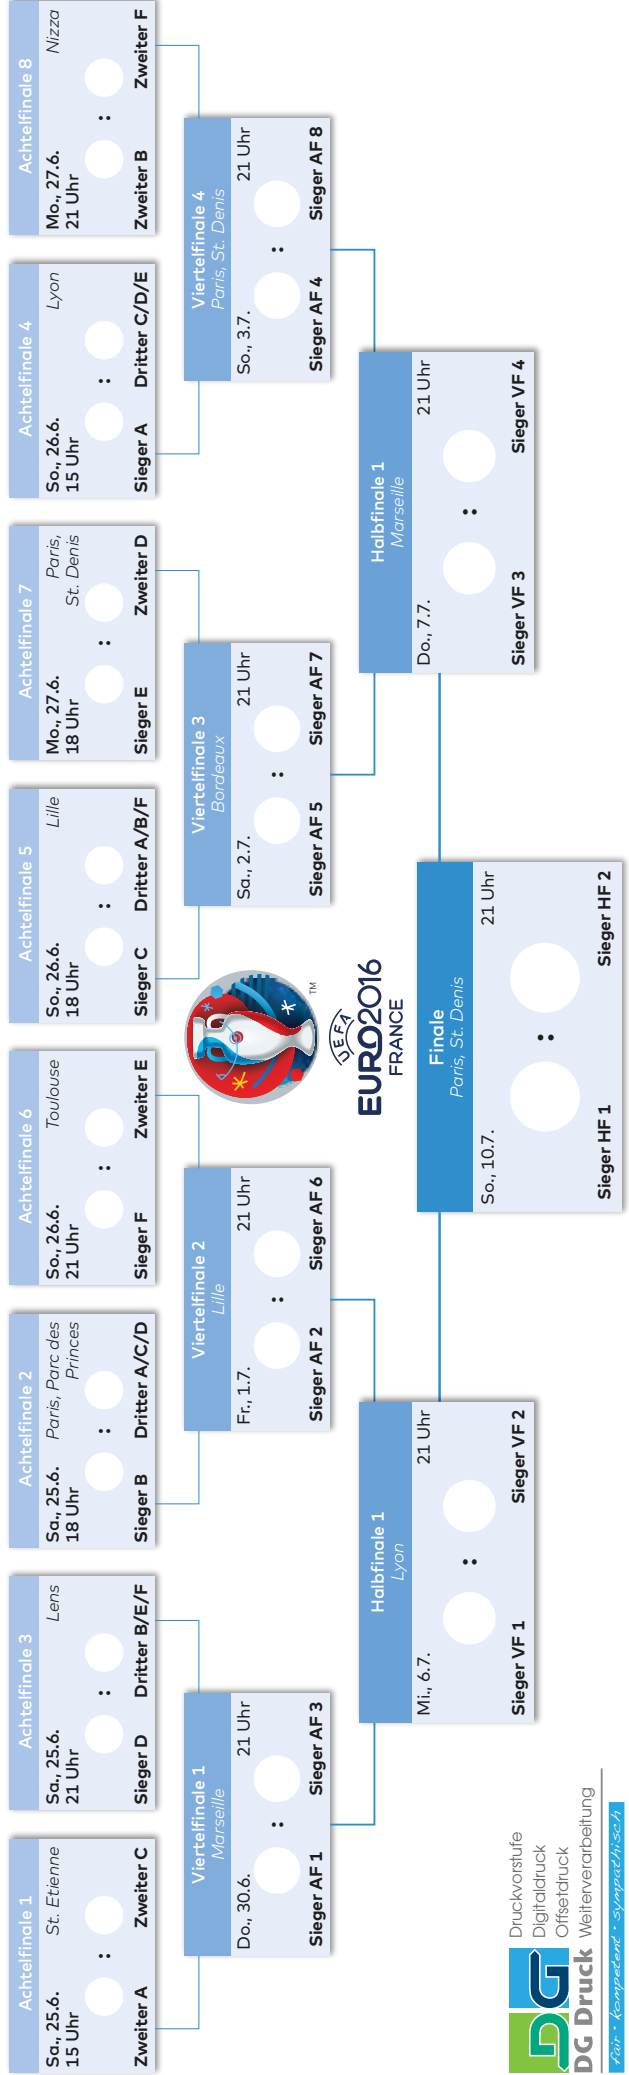 Achtelfinale 1
Sa., 25.6. St. Etienne
15 Uhr
:
Zweiter A Zweiter C
Achtelfinale 3
Sa., 25.6. Lens
21 Uhr
:
Sieger D Dritter B/E/F
Achtelfinale 2
Sa., 25.6. Paris, Parc des
18 Uhr Princes
:
Sieger B Dritter A/C/D
Achtelfinale 6
So., 26.6. Toulouse
21 Uhr
:
Sieger F Zweiter E
Achtelfinale 5
So., 26.6. Lille
18 Uhr
:
Sieger C Dritter A/B/F
Achtelfinale 7
Mo., 27.6. Paris,
18 Uhr St. Denis
:
Sieger E Zweiter D
Achtelfinale 4
So., 26.6. Lyon
15 Uhr
:
Sieger A Dritter C/D/E
Achtelfinale 8
Mo., 27.6. Nizza
21 Uhr
:
Zweiter B Zweiter F
Viertelfinale 1
Marseille
Do., 30.6. 21 Uhr
:
Sieger AF 1 Sieger AF 3
Viertelfinale 2
Lille
Fr., 1.7. 21 Uhr
:
Sieger AF 2 Sieger AF 6
Viertelfinale 3
Bordeaux
Sa., 2.7. 21 Uhr
:
Sieger AF 5 Sieger AF 7
Viertelfinale 4
Paris, St. Denis
So., 3.7. 21 Uhr
:
Sieger AF 4 Sieger AF 8
TM
UEFA
EURO2016
FRANCE
Halbfinale 1
Lyon
Mi., 6.7. 21 Uhr
:
Sieger VF 1 Sieger VF 2
Halbfinale 1
Marseille
Do., 7.7. 21 Uhr
:
Sieger VF 3 Sieger VF 4
Finale
Paris, St. Denis
So., 10.7. 21 Uhr
:
Sieger HF 1 Sieger HF 2
DG
Druckvorstufe
Digitaldruck
Offsetdruck
DG Druck Weiterverarbeitung
fair • kompetent • sympathisch